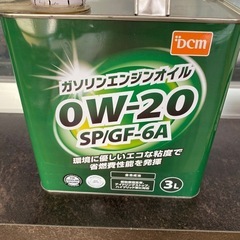 DCM
ガソリンエンジンオイル
0W-20
SP/GF-6A
環境に優しいエコな粘度で
省燃費性能を発揮
3L